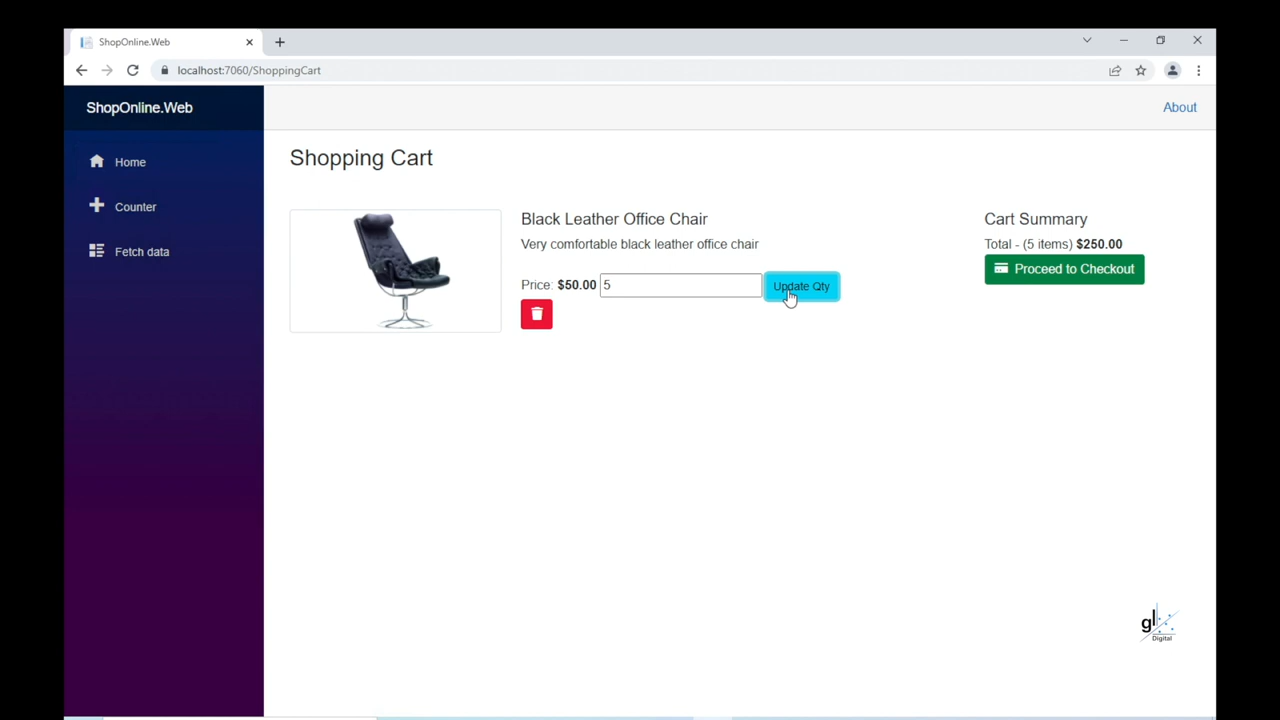 ShopOnline.Web
localhost:7060/ShoppingCart
ShopOnline.Web
About
Home
Counter
Fetch data
Shopping Cart
Black Leather Office Chair
Very comfortable black leather office chair
Price: $50.00 5 Update Qty
Cart Summary
Total - (5 items) $250.00
Proceed to Checkout
gl
Digital